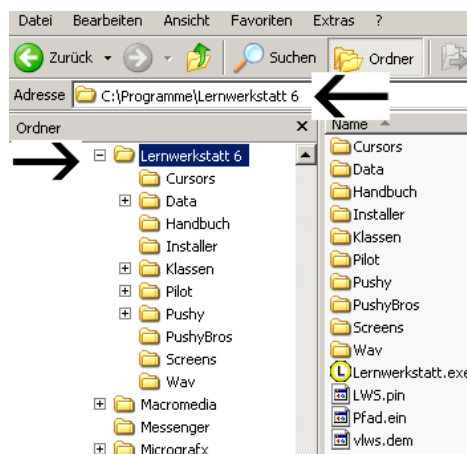 Datei Bearbeiten Ansicht Favoriten Extras ?
Zurück Suchen Ordner
Adresse C:\Programme\Lernwerkstatt 6
Ordner x
Name
Lernwerkstatt 6
Cursors
Data
Handbuch
Installer
Klassen
Pilot
Pushy
PushyBros
Screens
Wav
Macromedia
Messenger
Micrografx
Cursors
Data
Handbuch
Installer
Klassen
Pilot
Pushy
PushyBros
Screens
Wav
Lernwerkstatt.exe
LWS.pin
Pfad.ein
vlws.dem